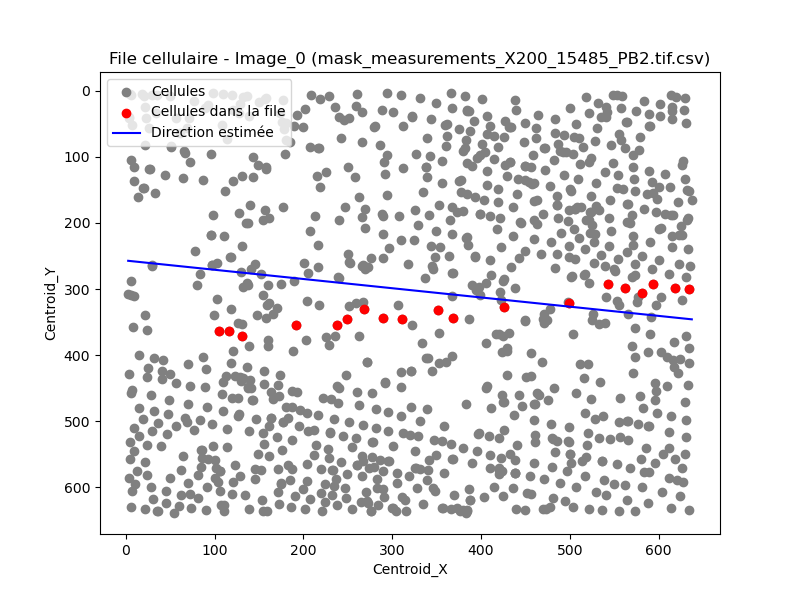 File cellulaire - Image_0 (mask_measurements_X200_15485_PB2.tif.csv)
Cellules
Cellules dans la file
Direction estimée
0
100
200
300
400
500
600
Centroid_Y
0 100 200 300 400 500 600
Centroid_X